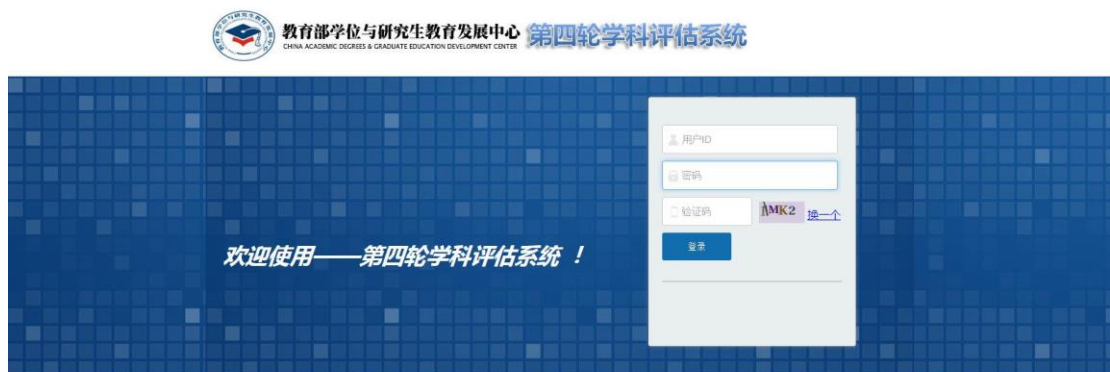 教育部学位与研究生教育发展中心
CHINA ACADEMIC DEGREES & GRADUATE EDUCATION DEVELOPMENT CENTER
第四轮学科评估系统
用户ID
密码
验证码
换一个
登录
欢迎使用——第四轮学科评估系统 ！